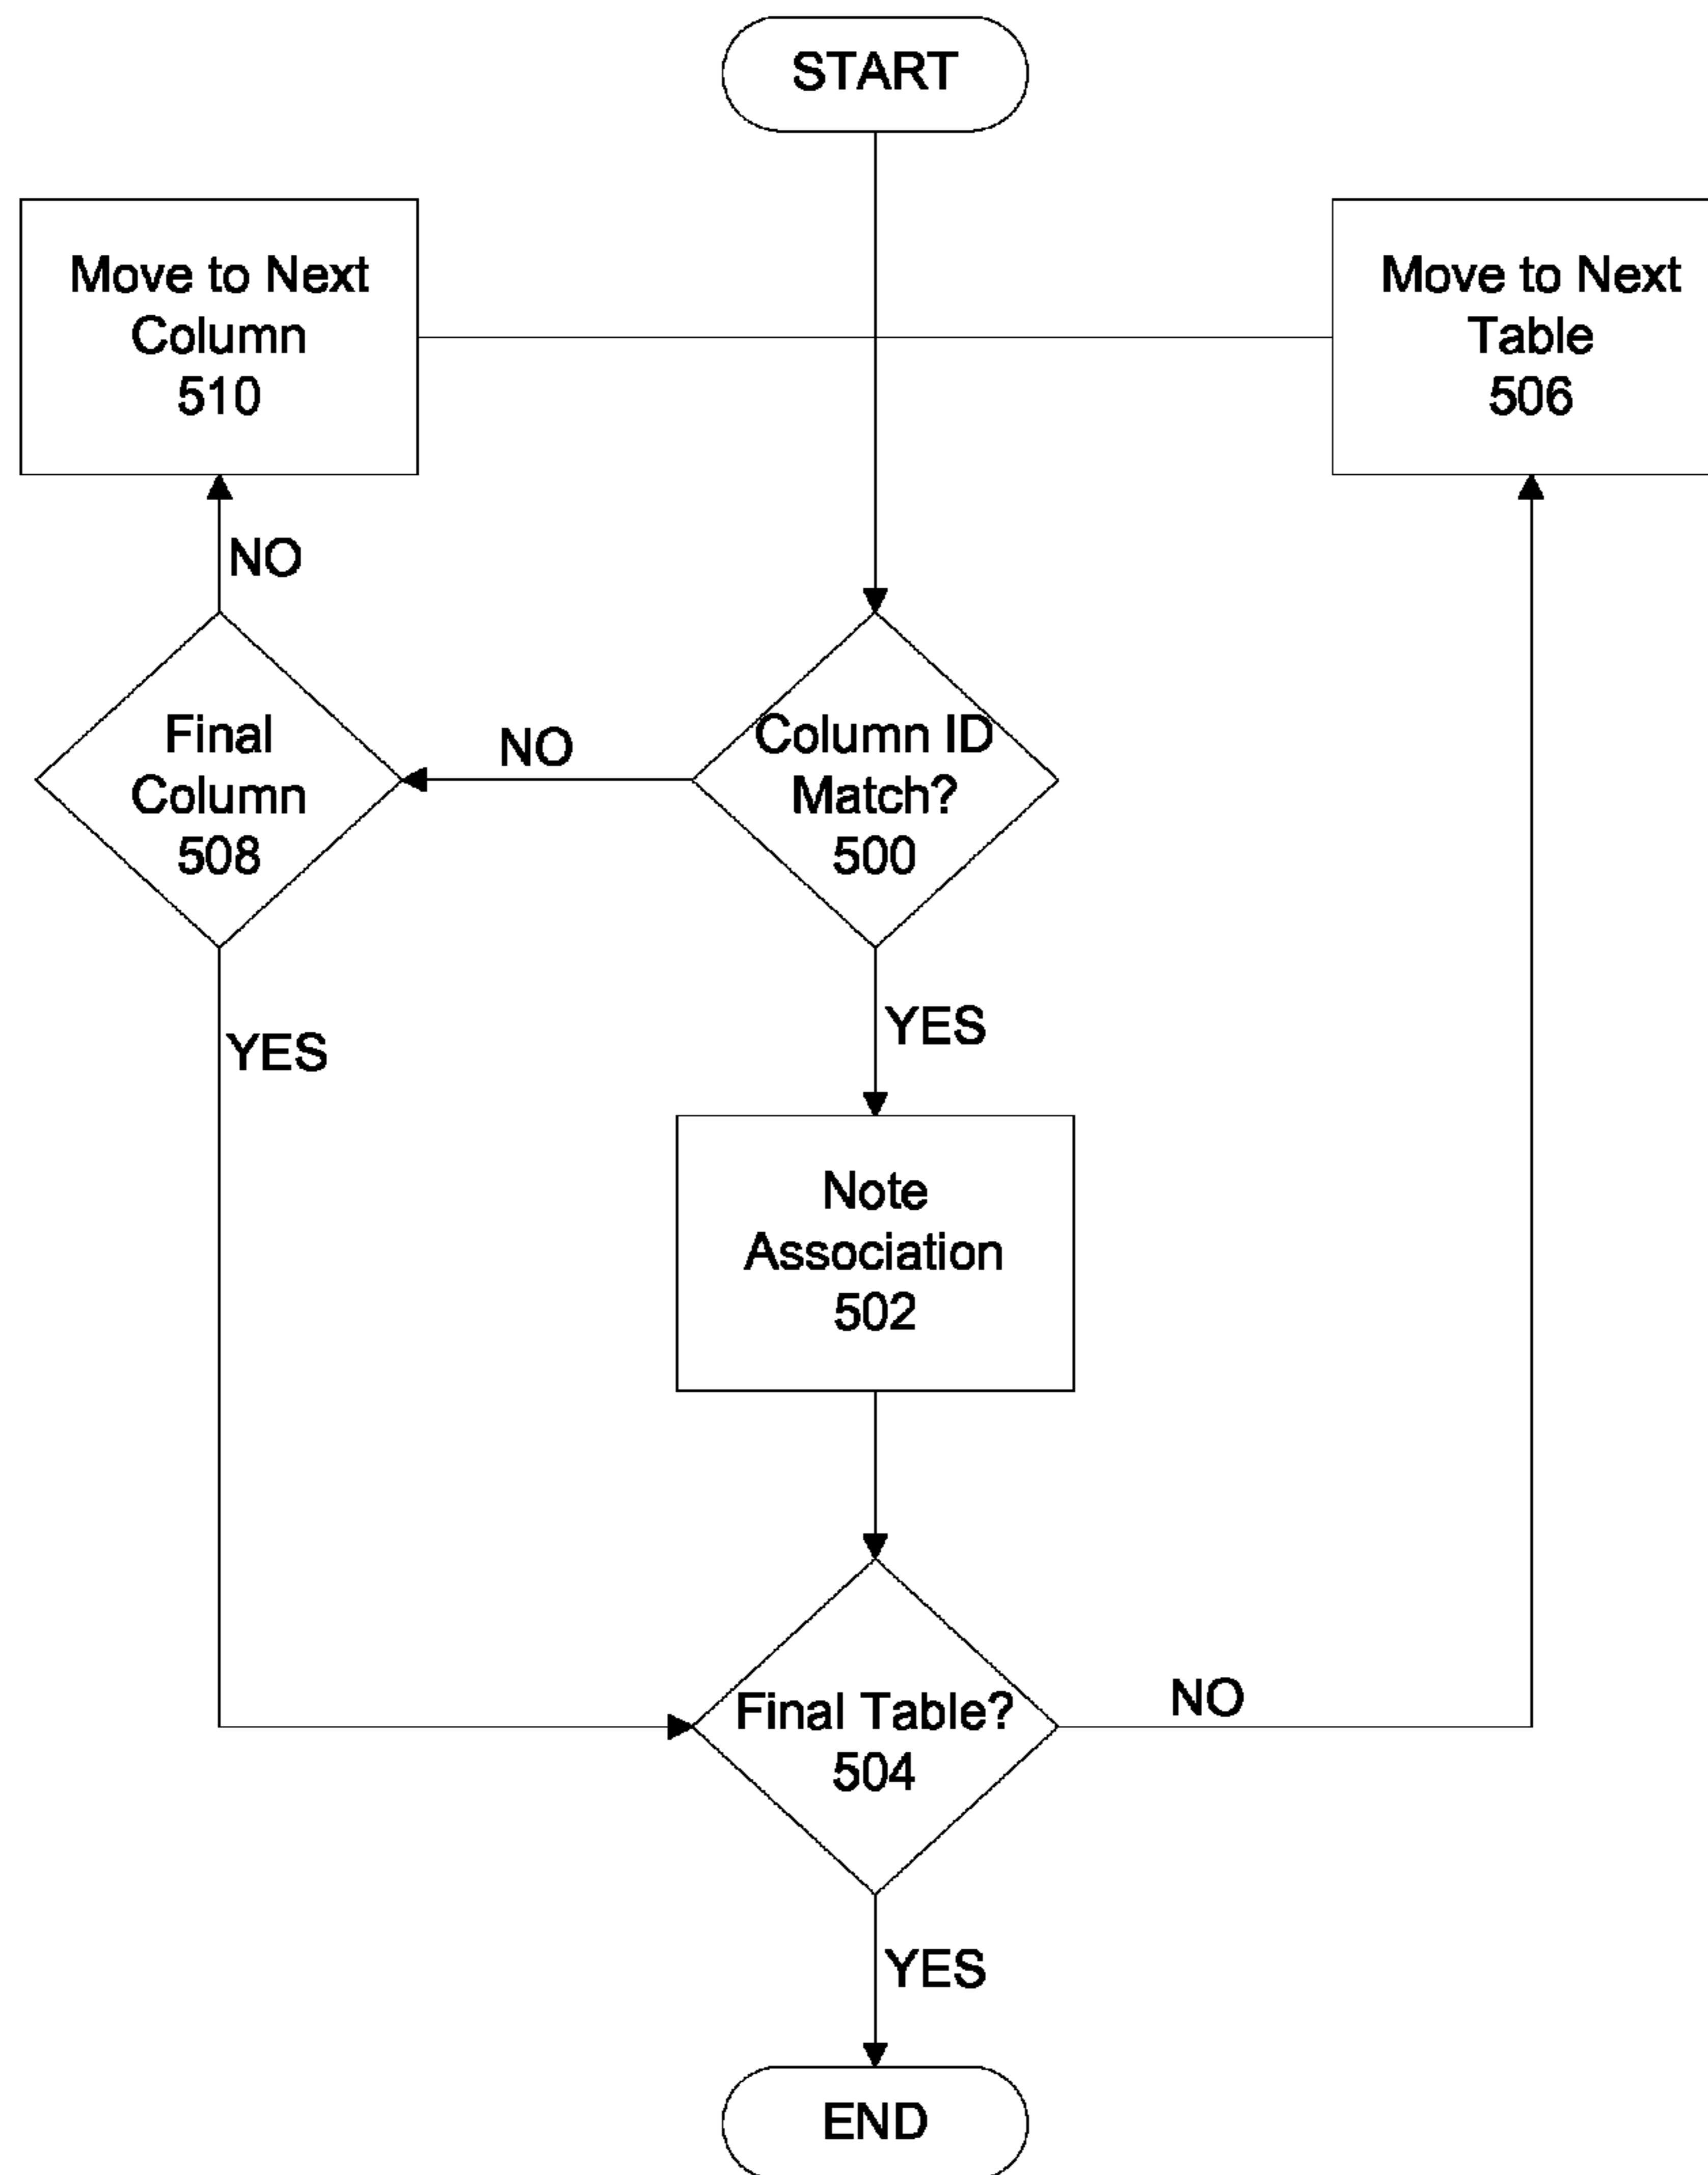 START
Move to Next
Column
510
Move to Next
Table
506
NO
Final
Column
508
NO
Column ID
Match?
500
YES
YES
Note
Association
502
Final Table?
504
NO
YES
END